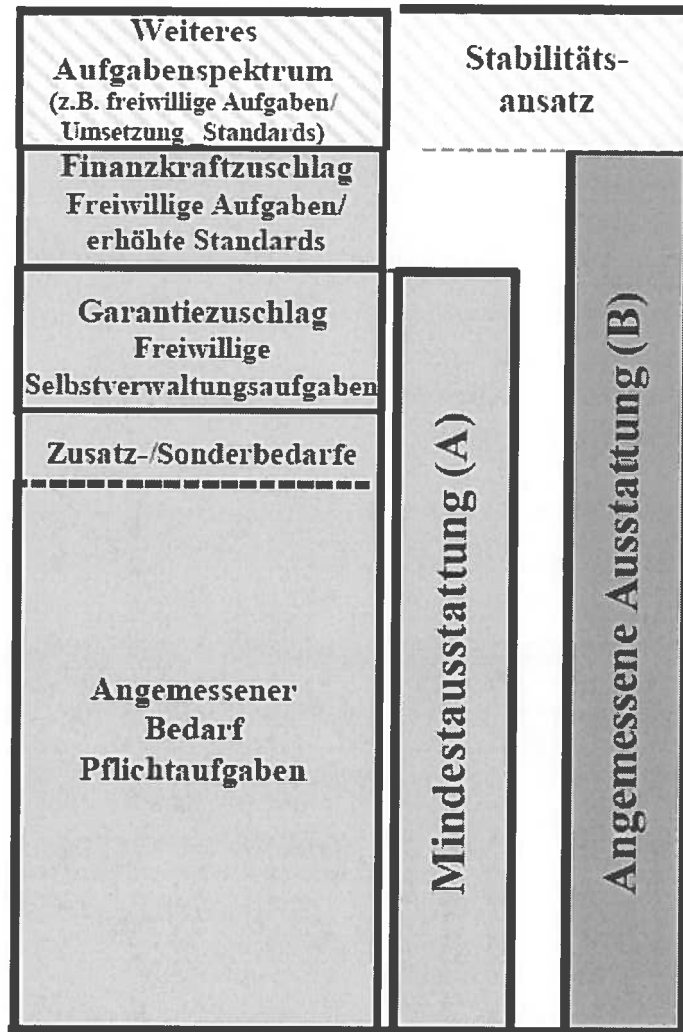 Weiteres
Aufgabenspektrum
(z.B. freiwillige Aufgaben/
Umsetzung Standards)
Stabilitäts-
ansatz
Finanzkraftzuschlag
Freiwillige Aufgaben/
erhöhte Standards
Garantiezuschlag
Freiwillige
Selbstverwaltungsaufgaben
Zusatz-/Sonderbedarfe
Angemessener
Bedarf
Pflichtaufgaben
Mindestausstattung (A)
Angemessene Ausstattung (B)